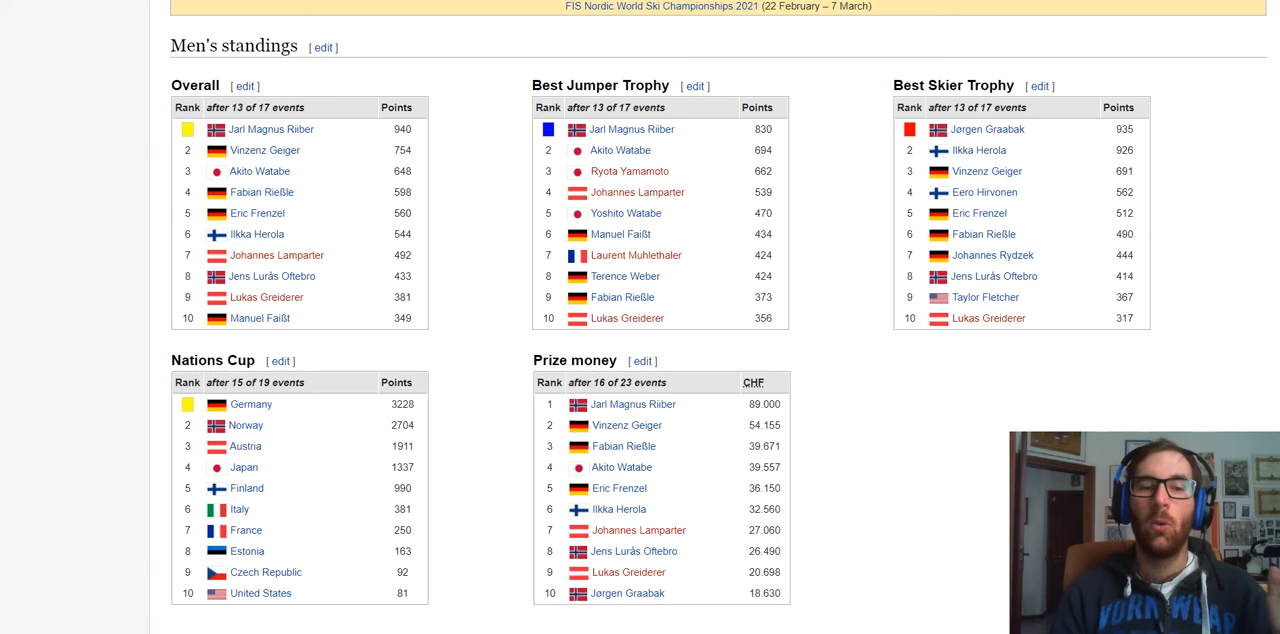 FIS Nordic World Ski Championships 2021 (22 February – 7 March)
Men's standings [ edit ]
Overall [ edit ]
Rank after 13 of 17 events Points
Jarl Magnus Riiber 940
2 Vinzenz Geiger 754
3 Akito Watabe 648
4 Fabian Rießle 598
5 Eric Frenzel 560
6 Ilkka Herola 544
7 Johannes Lamparter 492
8 Jens Lurås Oftebro 433
9 Lukas Greiderer 381
10 Manuel Faißt 349
Best Jumper Trophy [ edit ]
Rank after 13 of 17 events Points
Jarl Magnus Riiber 830
2 Akito Watabe 694
3 Ryota Yamamoto 662
4 Johannes Lamparter 539
5 Yoshito Watabe 470
6 Manuel Faißt 434
7 Laurent Muhlethaler 424
8 Terence Weber 424
9 Fabian Rießle 373
10 Lukas Greiderer 356
Best Skier Trophy [ edit ]
Rank after 13 of 17 events Points
Jørgen Graabak 935
2 Ilkka Herola 926
3 Vinzenz Geiger 691
4 Eero Hirvonen 562
5 Eric Frenzel 512
6 Fabian Rießle 490
7 Johannes Rydzek 444
8 Jens Lurås Oftebro 414
9 Taylor Fletcher 367
10 Lukas Greiderer 317
Nations Cup [ edit ]
Rank after 15 of 19 events Points
Germany 3228
2 Norway 2704
3 Austria 1911
4 Japan 1337
5 Finland 990
6 Italy 381
7 France 250
8 Estonia 163
9 Czech Republic 92
10 United States 81
Prize money [ edit ]
Rank after 16 of 23 events CHF
1 Jarl Magnus Riiber 89.000
2 Vinzenz Geiger 54.155
3 Fabian Rießle 39.671
4 Akito Watabe 39.557
5 Eric Frenzel 36.150
6 Ilkka Herola 32.560
7 Johannes Lamparter 27.060
8 Jens Lurås Oftebro 26.490
9 Lukas Greiderer 20.698
10 Jørgen Graabak 18.630
WORK WEAR